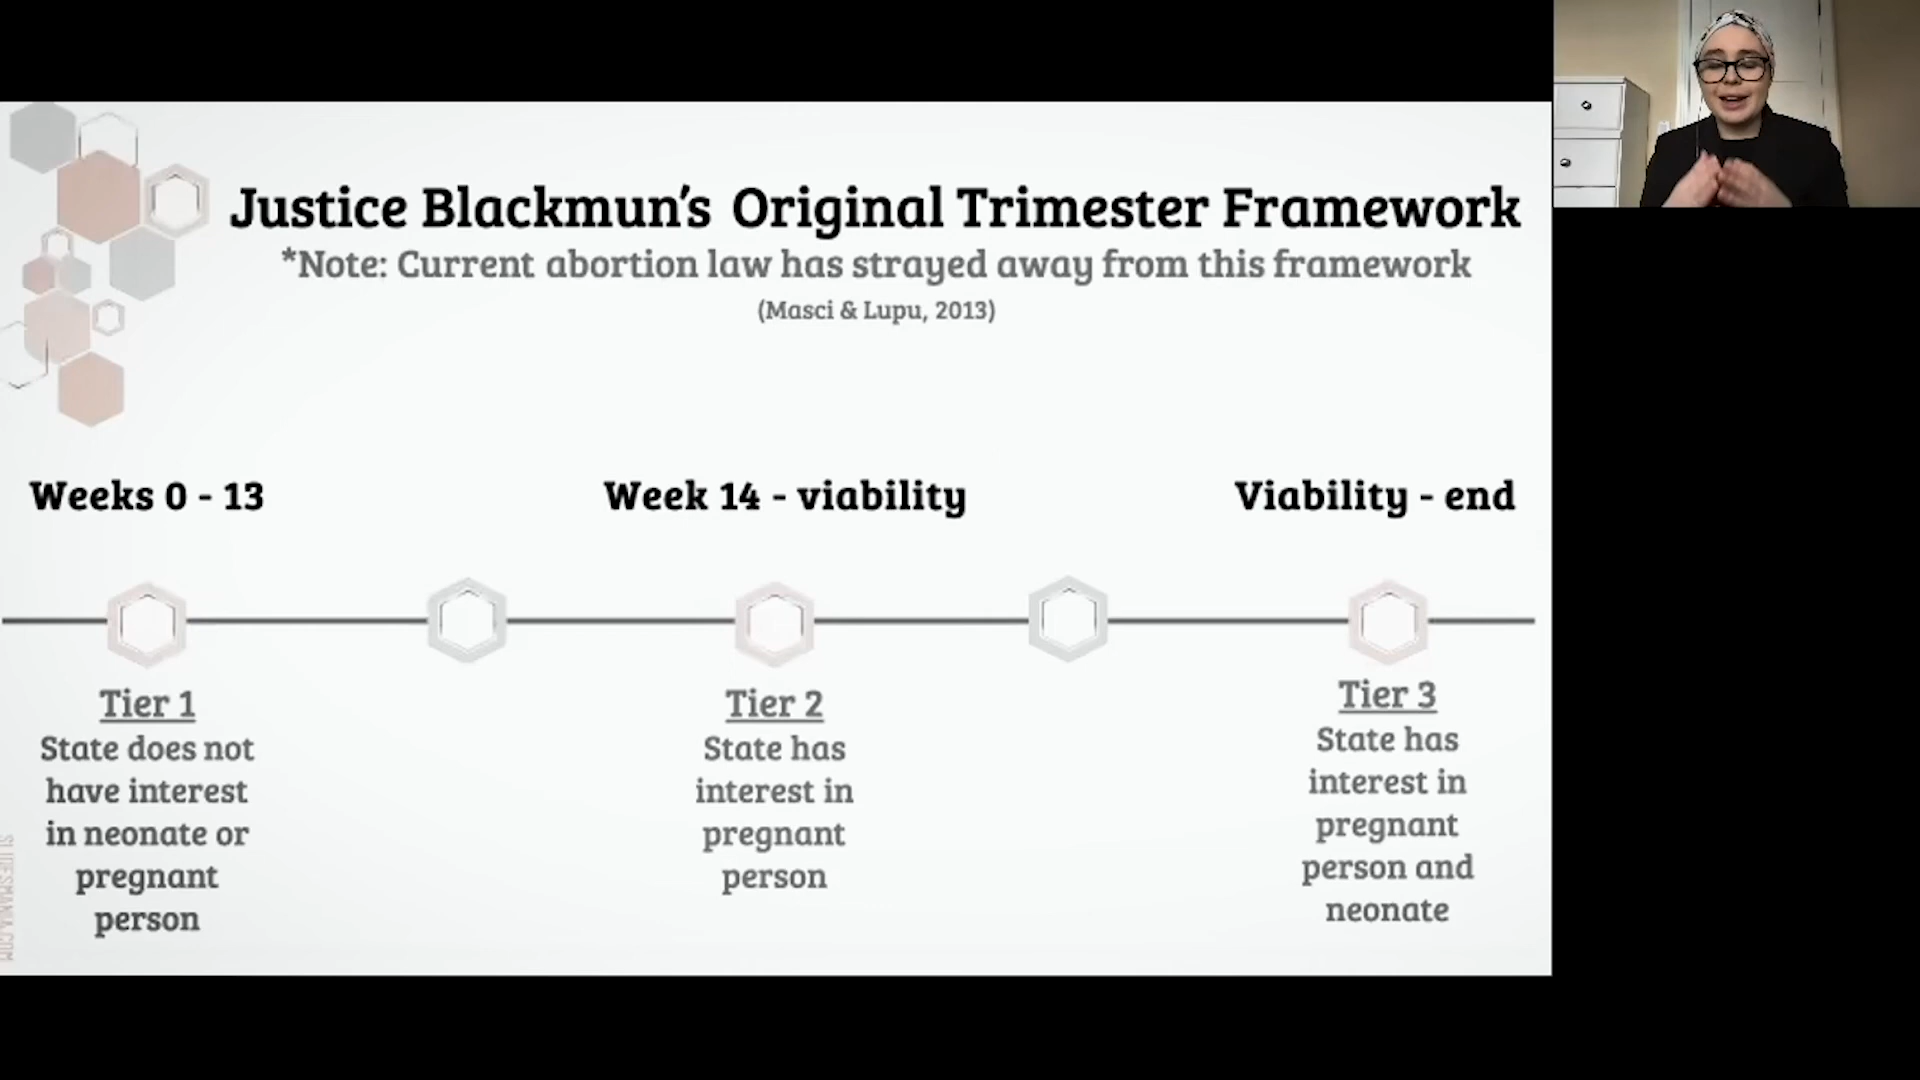 Justice Blackmun's Original Trimester Framework
*Note: Current abortion law has strayed away from this framework
(Masci & Lupu, 2013)
Weeks 0 - 13
Week 14 - viability
Viability - end
Tier 1
State does not
have interest
in neonate or
pregnant
person
Tier 2
State has
interest in
pregnant
person
Tier 3
State has
interest in
pregnant
person and
neonate
SLIDESMANIA.COM